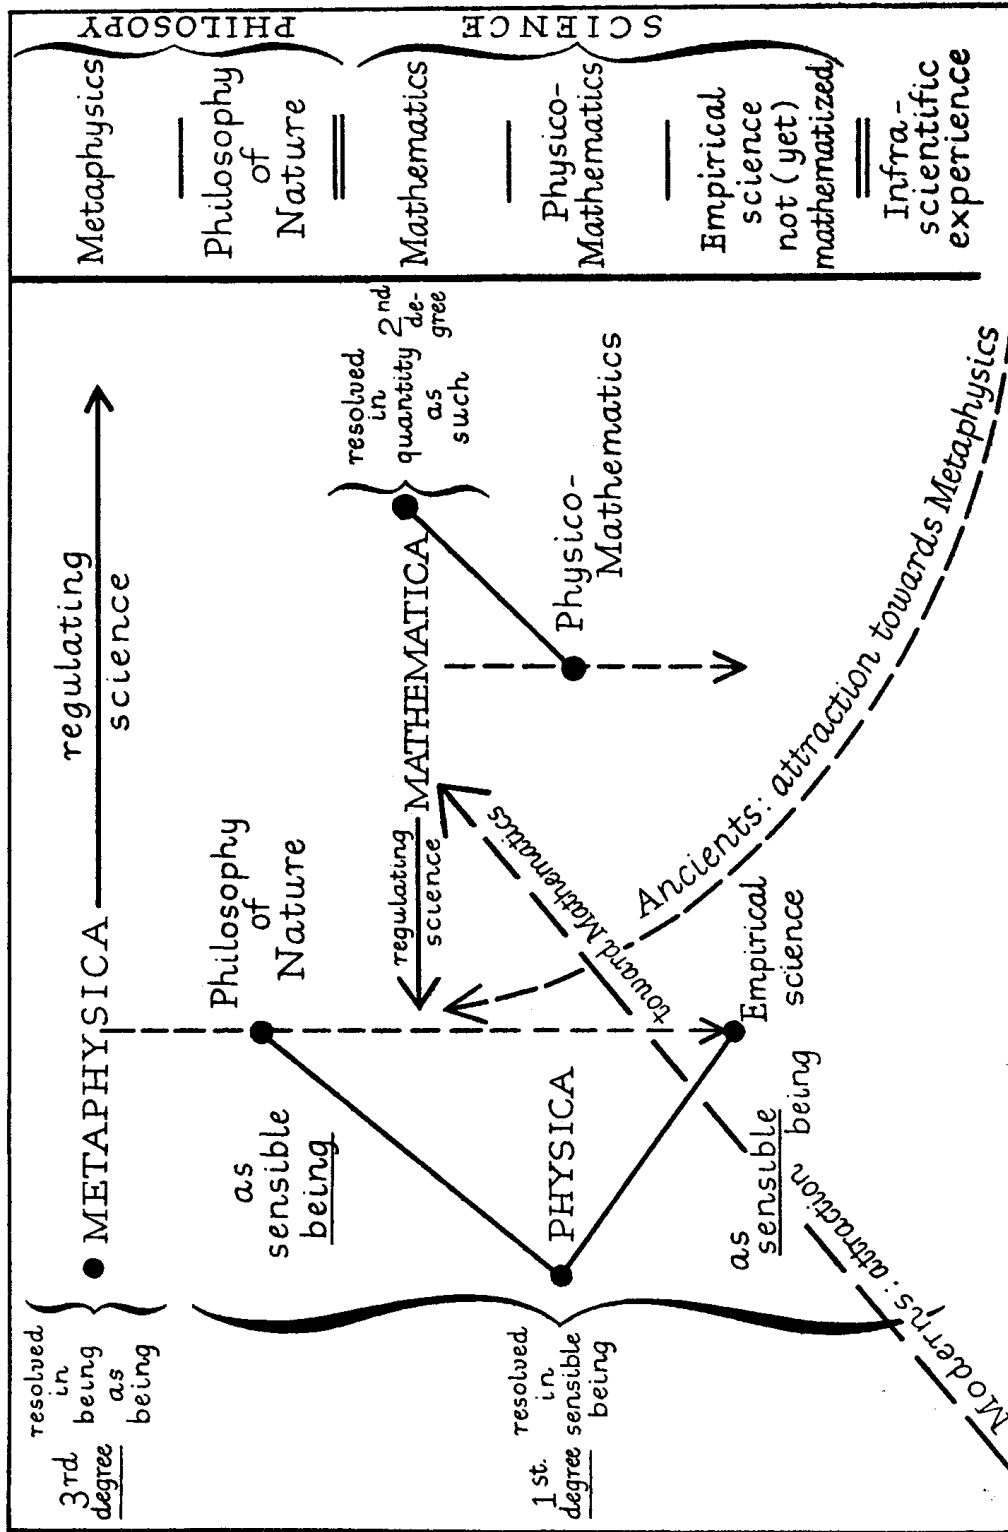 3rd
degree
resolved
in
being
as
being
METAPHYSICA
regulating
science
Metaphysics
PHILOSOPY
Philosophy
of
Nature
as
sensible
being
Philosophy
of
Nature
1st.
degree
resolved
in
sensible
being
PHYSICA
regulating
science
MATHEMATICA
resolved
in
quantity
as
such
2nd
de-
gree
Mathematics
SCIENCE
Physico-
Mathematics
Physico-
Mathematics
as
sensible
being
Empirical
science
Empirical
science
not (yet)
mathematized
Moderns: attraction toward Mathematics
Ancients: attraction towards Metaphysics
Infra-
scientific
experience